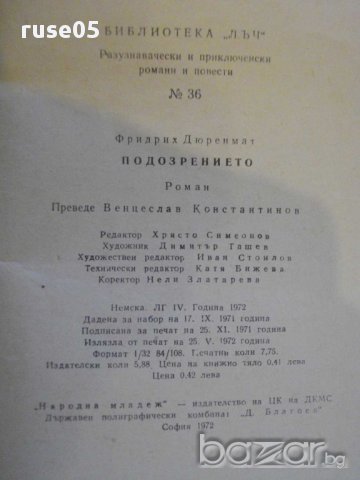 ruse05
БИБЛИОТЕКА „ЛЪЧ“
Разузнавачески и приключенски
романи и повести
№ 36
Фридрих Дюренмат
ПОДОЗРЕНИЕТО
Роман
Преведе Венцеслав Константинов
Редактор Христо Симеонов
Художник Димитър Ташев
Художествен редактор Иван Стоилов
Технически редактор Катя Бижева
Коректор Нели Златарева
Немска. ЛГ IV. Година 1972
Дадена за набор на 17. IX. 1971 година
Подписана за печат на 25. XI. 1971 година
Излязла от печат на 25. V. 1972 година
Формат 1/32 84/108. Печатни коли 7,75.
Издателски коли 5,88. Цена на книжно тяло 0.41 лева
Цена 0.42 лева
„Народна младеж“ — издателство на ЦК на ДКМС
Държавен полиграфически комбинат „Д. Благоев“
София 1972
bazar.bg